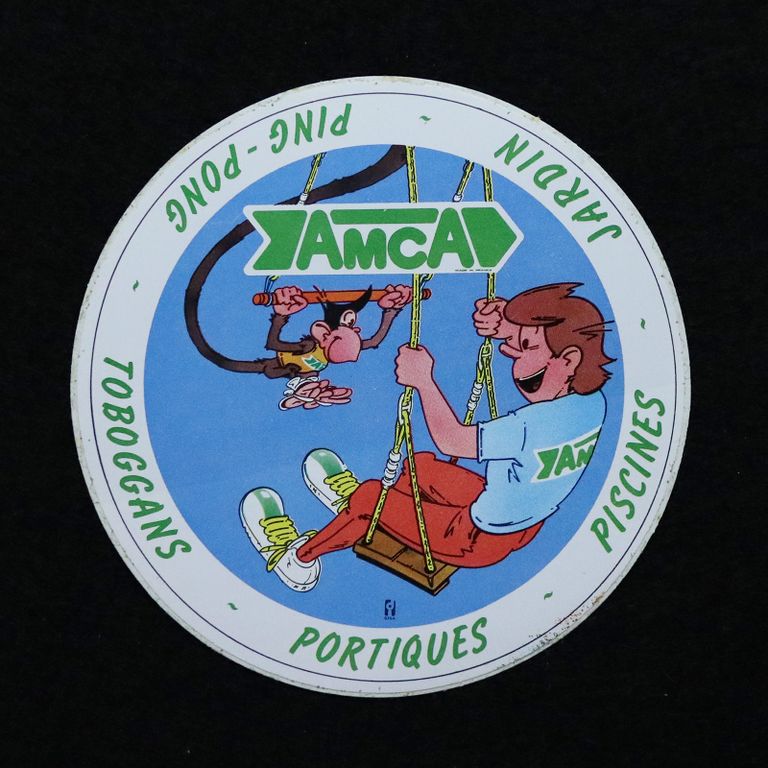 PING-PONG
~
JARDIN
~
PISCINES
~
PORTIQUES
~
TOBOGGANS
~
AMCA
AM